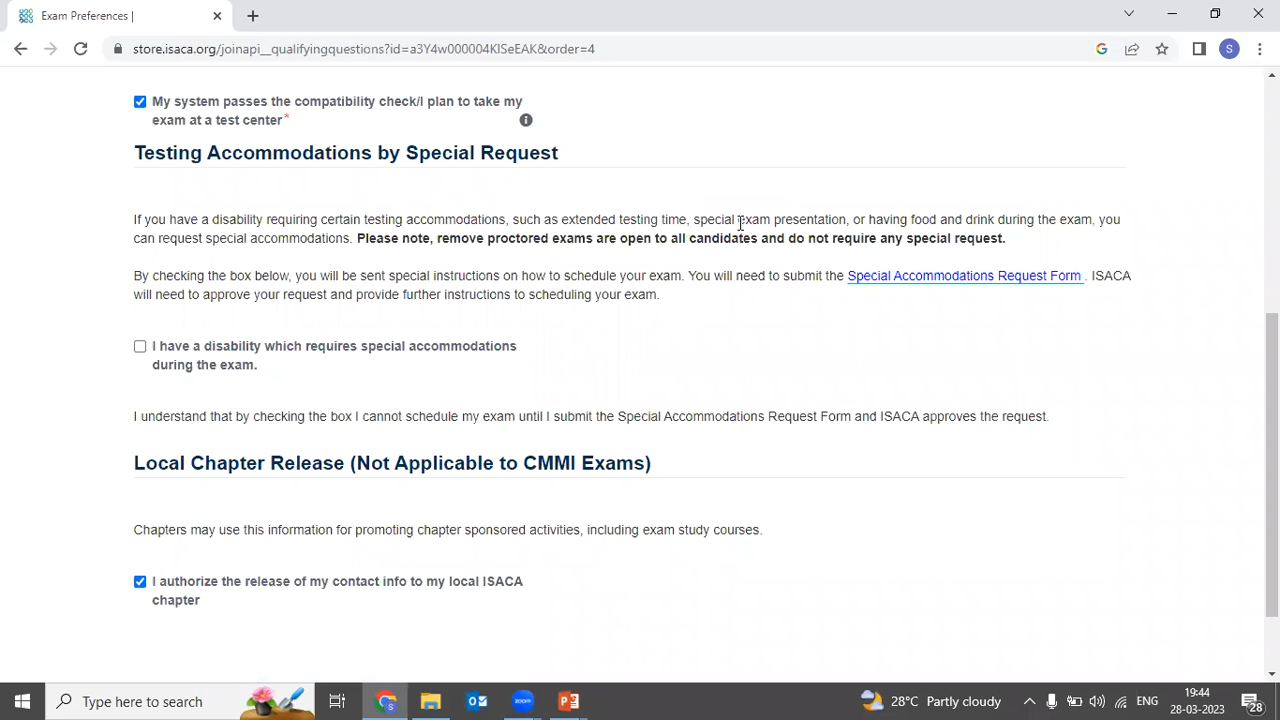 Exam Preferences |
store.isaca.org/joinapi__qualifyingquestions?id=a3Y4w000004KlSeEAK&order=4
S
My system passes the compatibility check/I plan to take my
exam at a test center*
Testing Accommodations by Special Request
If you have a disability requiring certain testing accommodations, such as extended testing time, special exam presentation, or having food and drink during the exam, you
can request special accommodations. Please note, remove proctored exams are open to all candidates and do not require any special request.
By checking the box below, you will be sent special instructions on how to schedule your exam. You will need to submit the Special Accommodations Request Form . ISACA
will need to approve your request and provide further instructions to scheduling your exam.
I have a disability which requires special accommodations
during the exam.
I understand that by checking the box I cannot schedule my exam until I submit the Special Accommodations Request Form and ISACA approves the request.
Local Chapter Release (Not Applicable to CMMI Exams)
Chapters may use this information for promoting chapter sponsored activities, including exam study courses.
I authorize the release of my contact info to my local ISACA
chapter
Type here to search
zoom
28°C Partly cloudy
ENG
19:44
28-03-2023
28